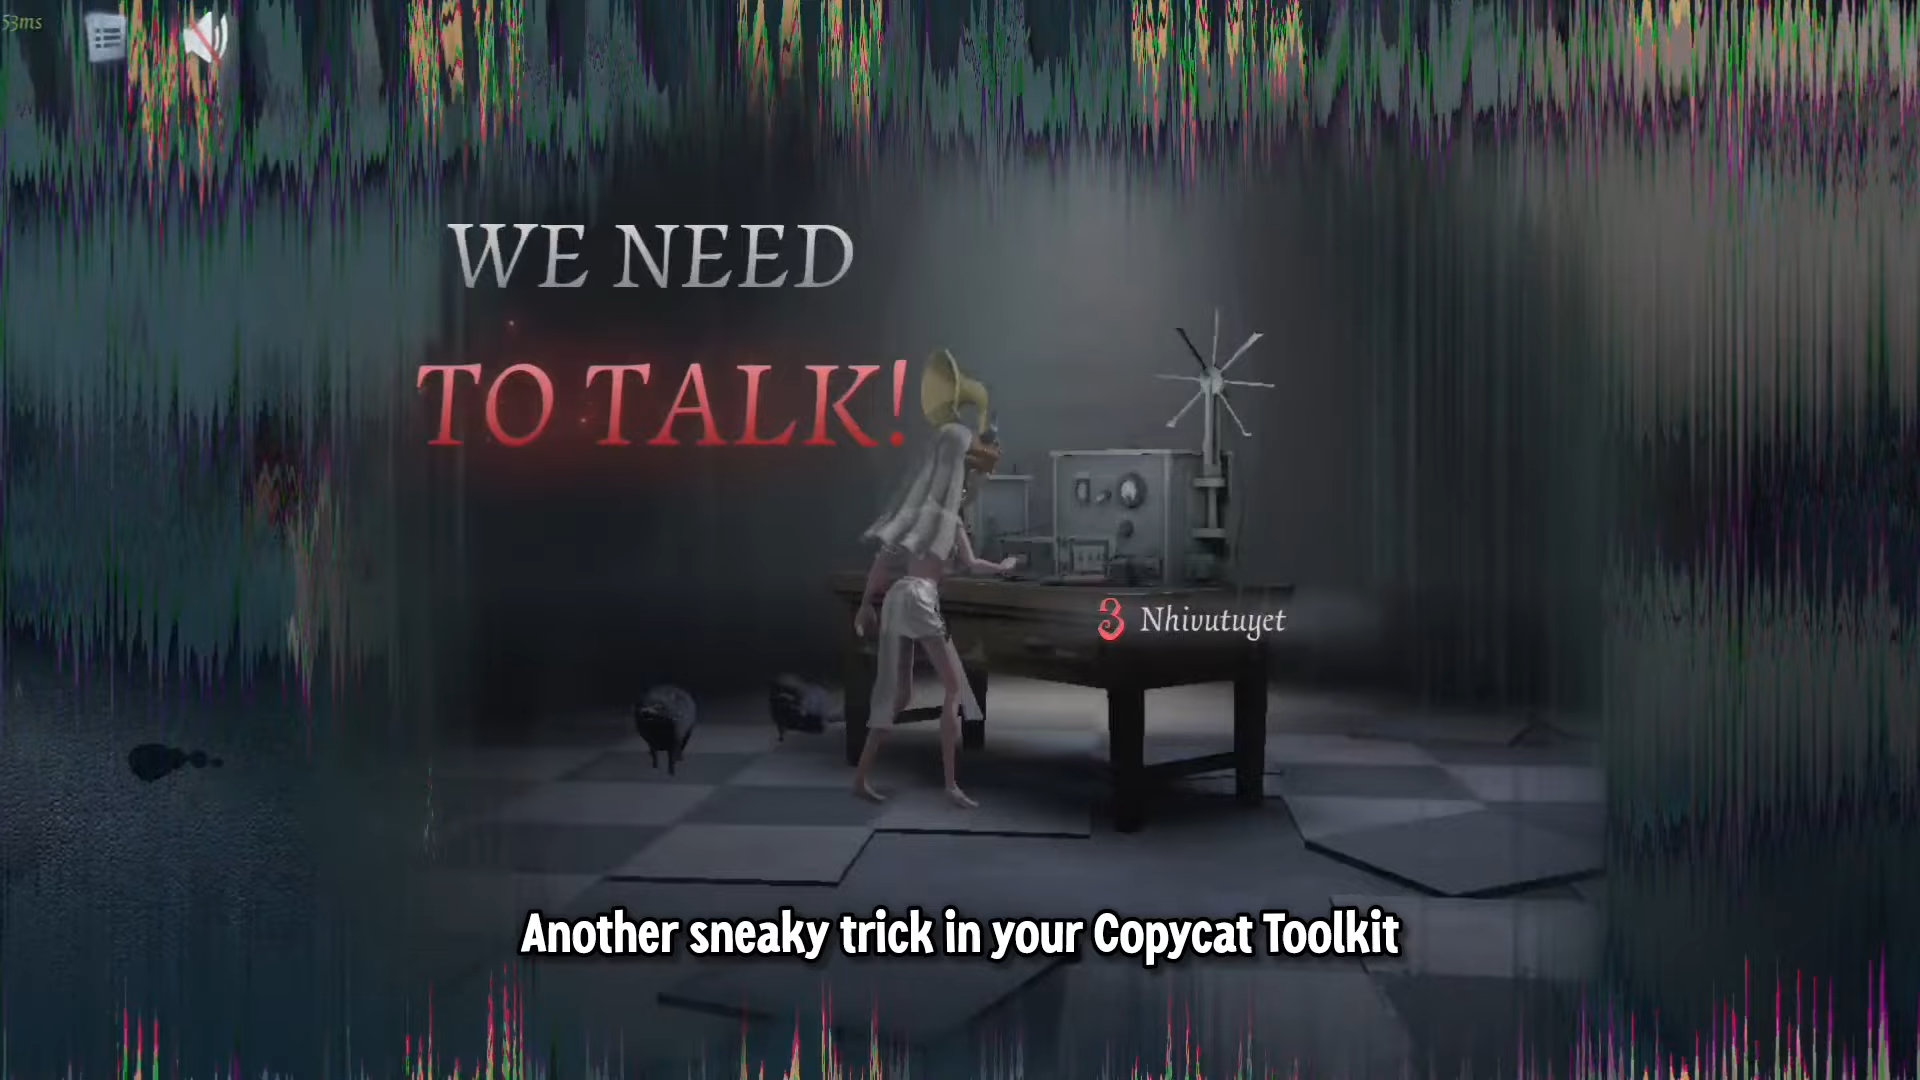 53ms
WE NEED
TO TALK!
3 Nhivutuyet
Another sneaky trick in your Copycat Toolkit